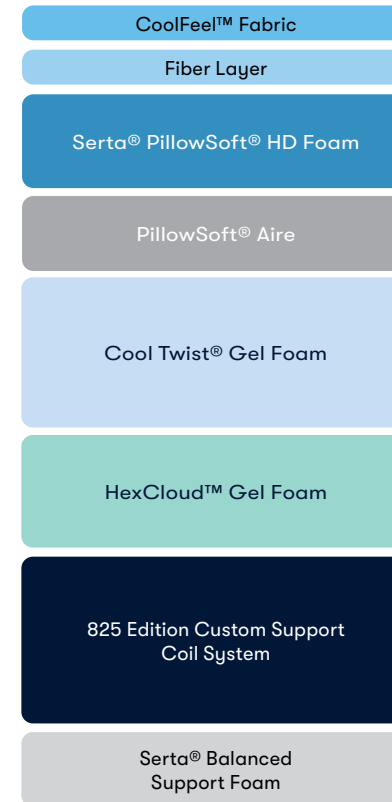 CoolFeel™ Fabric
Fiber Layer
Serta® PillowSoft® HD Foam
PillowSoft® Aire
Cool Twist® Gel Foam
HexCloud™ Gel Foam
825 Edition Custom Support
Coil System
Serta® Balanced
Support Foam